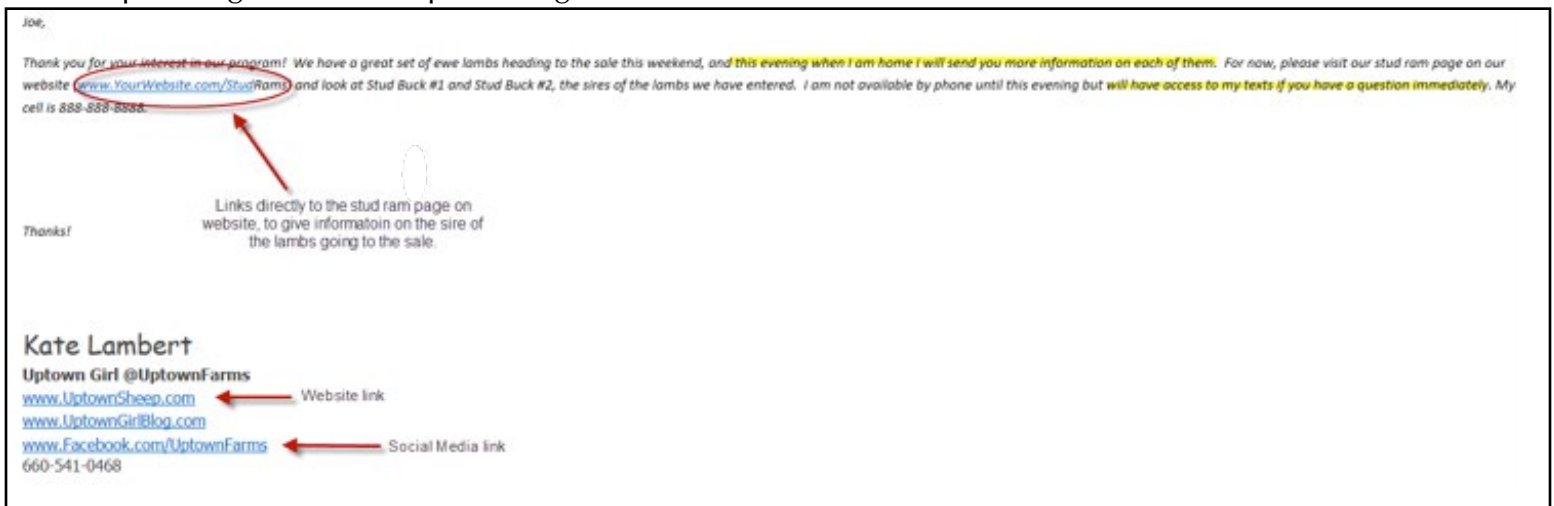 Joe,
Thank you for your interest in our program! We have a great set of ewe lambs heading to the sale this weekend, and this evening when I am home I will send you more information on each of them. For now, please visit our stud ram page on our
website (www.YourWebsite.com/StudRams) and look at Stud Buck #1 and Stud Buck #2, the sires of the lambs we have entered. I am not available by phone until this evening but will have access to my texts if you have a question immediately. My
cell is 888-888-8888.
Links directly to the stud ram page on
website, to give informatoin on the sire of
the lambs going to the sale.
Thanks!
Kate Lambert
Uptown Girl @UptownFarms
www.UptownSheep.com Website link
www.UptownGirlBlog.com
www.Facebook.com/UptownFarms Social Media link
660-541-0468